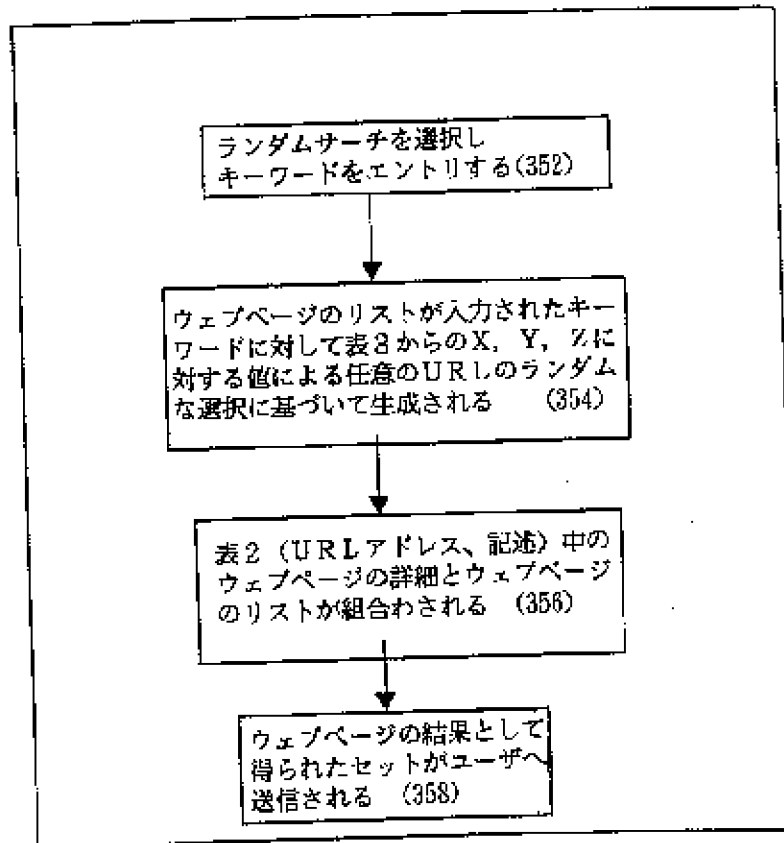 ランダムサーチを選択し
キーワードをエントリする(352)
ウェブページのリストが入力されたキー
ワードに対して表3からのX，Y，Zに
対する値による任意のURLのランダム
な選択に基づいて生成される (354)
表2（URLアドレス、記述）中の
ウェブページの詳細とウェブページ
のリストが組合わされる (356)
ウェブページの結果として
得られたセットがユーザへ
送信される (358)